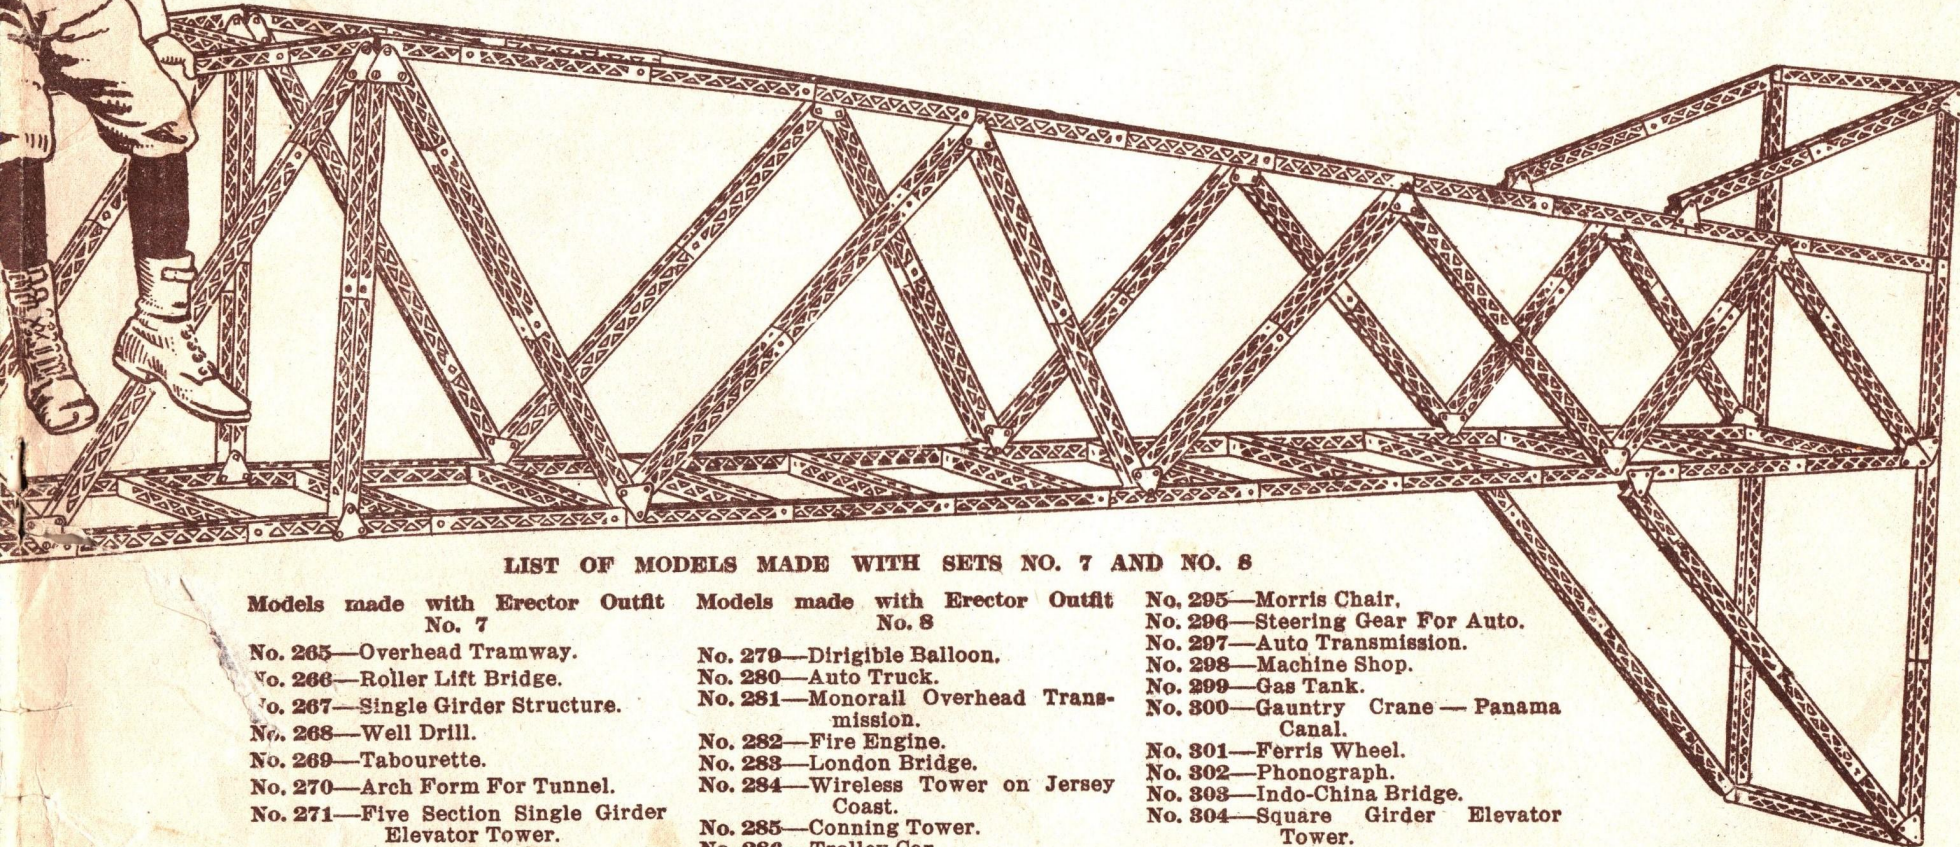 LIST OF MODELS MADE WITH SETS NO. 7 AND NO. 8
Models made with Erector Outfit
No. 7
No. 265—Overhead Tramway.
No. 266—Roller Lift Bridge.
No. 267—Single Girder Structure.
No. 268—Well Drill.
No. 269—Tabourette.
No. 270—Arch Form For Tunnel.
No. 271—Five Section Single Girder
Elevator Tower.
Models made with Erector Outfit
No. 8
No. 279—Dirigible Balloon.
No. 280—Auto Truck.
No. 281—Monorail Overhead Trans-
mission.
No. 282—Fire Engine.
No. 283—London Bridge.
No. 284—Wireless Tower on Jersey
Coast.
No. 285—Conning Tower.
No. 286—Trolley Car.
No. 295—Morris Chair.
No. 296—Steering Gear For Auto.
No. 297—Auto Transmission.
No. 298—Machine Shop.
No. 299—Gas Tank.
No. 300—Gauntry Crane — Panama
Canal.
No. 301—Ferris Wheel.
No. 302—Phonograph.
No. 303—Indo-China Bridge.
No. 304—Square Girder Elevator
Tower.